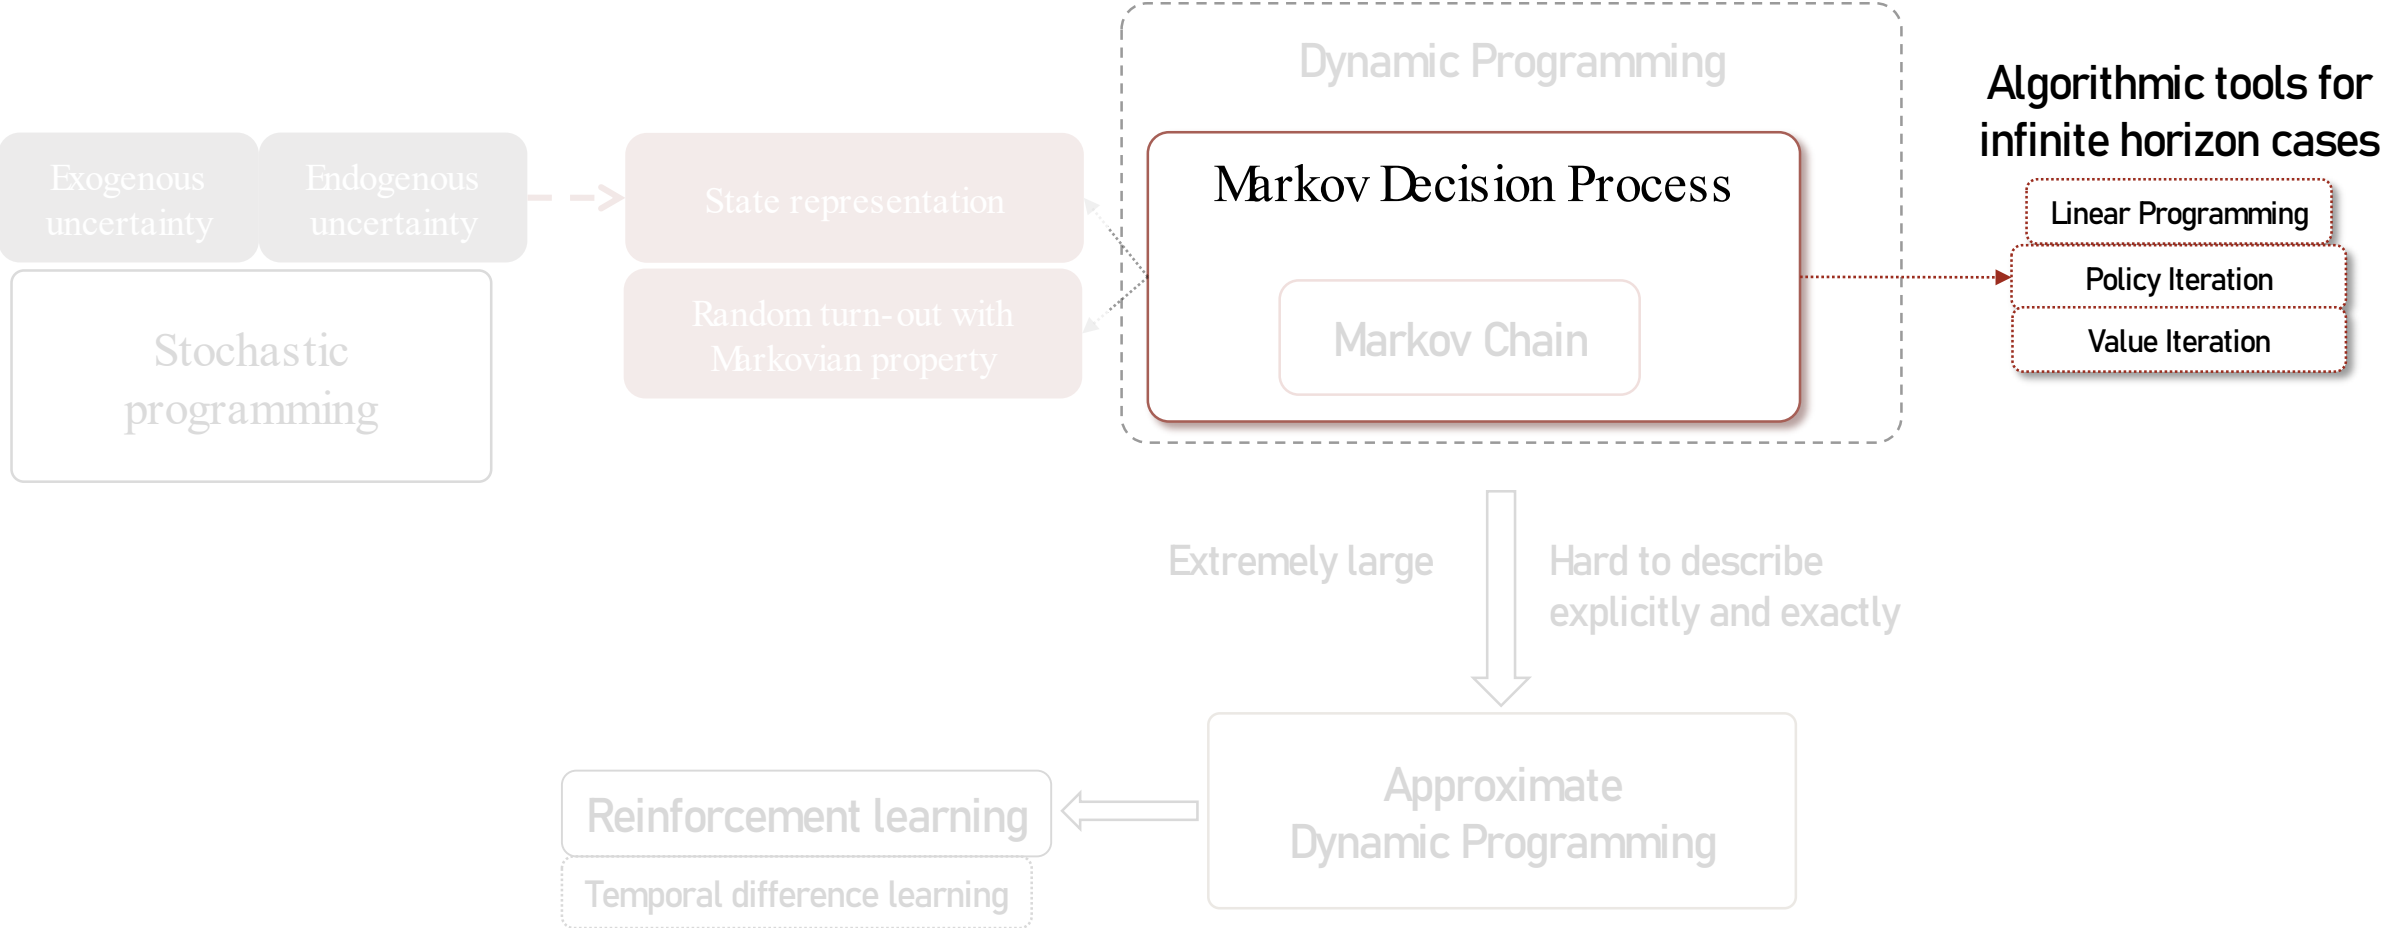 Dynamic Programming
Algorithmic tools for
infinite horizon cases
Exogenous
uncertainty
Endogenous
uncertainty
State representation
Markov Decision Process
Linear Programming
Policy Iteration
Value Iteration
Stochastic
programming
Random turn-out with
Markovian property
Markov Chain
Extremely large
Hard to describe
explicitly and exactly
Approximate
Dynamic Programming
Reinforcement learning
Temporal difference learning